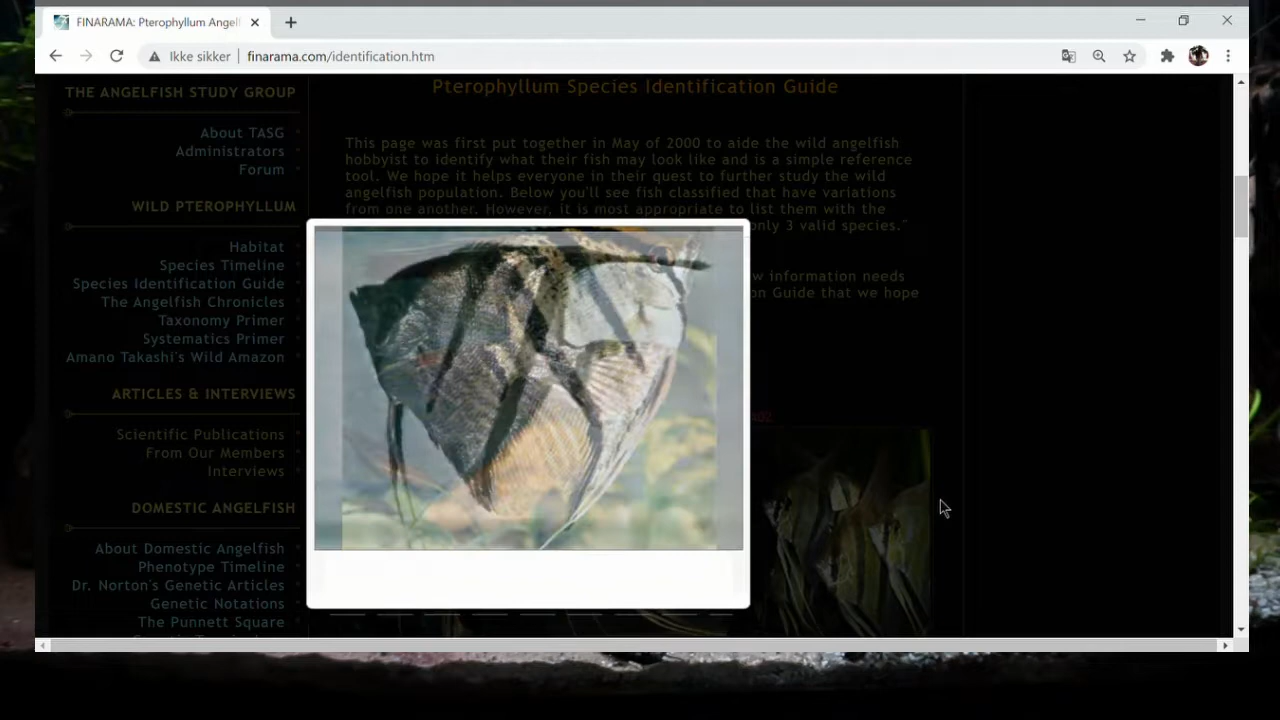 FINARAMA: Pterophyllum Angelf
Ikke sikker
finarama.com/identification.htm
THE ANGELFISH STUDY GROUP
About TASG
Administrators
Forum
WILD PTEROPHYLLUM
Habitat
Species Timeline
Species Identification Guide
The Angelfish Chronicles
Taxonomy Primer
Systematics Primer
Amano Takashi's Wild Amazon
ARTICLES & INTERVIEWS
Scientific Publications
From Our Members
Interviews
DOMESTIC ANGELFISH
About Domestic Angelfish
Phenotype Timeline
Dr. Norton's Genetic Articles
Genetic Notations
The Punnett Square
Pterophyllum Species Identification Guide
This page was first put together in May of 2000 to aide the wild angelfish
hobbyist to identify what their fish may look like and is a simple reference
tool. We hope it helps everyone in their quest to further study the wild
angelfish population. Below you'll see fish classified that have variations
from one another. However, it is most appropriate to list them with the
only 3 valid species."
information needs
Guide that we hope